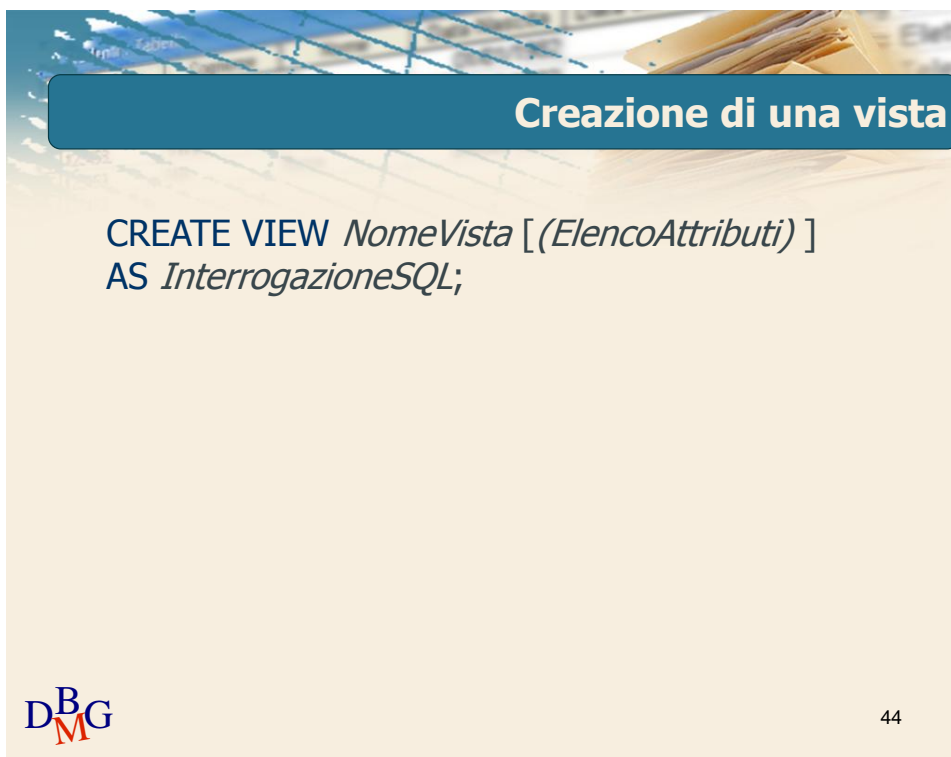 Creazione di una vista
CREATE VIEW NomeVista [(ElencoAttributi) ]
AS InterrogazioneSQL;
DBMG
44